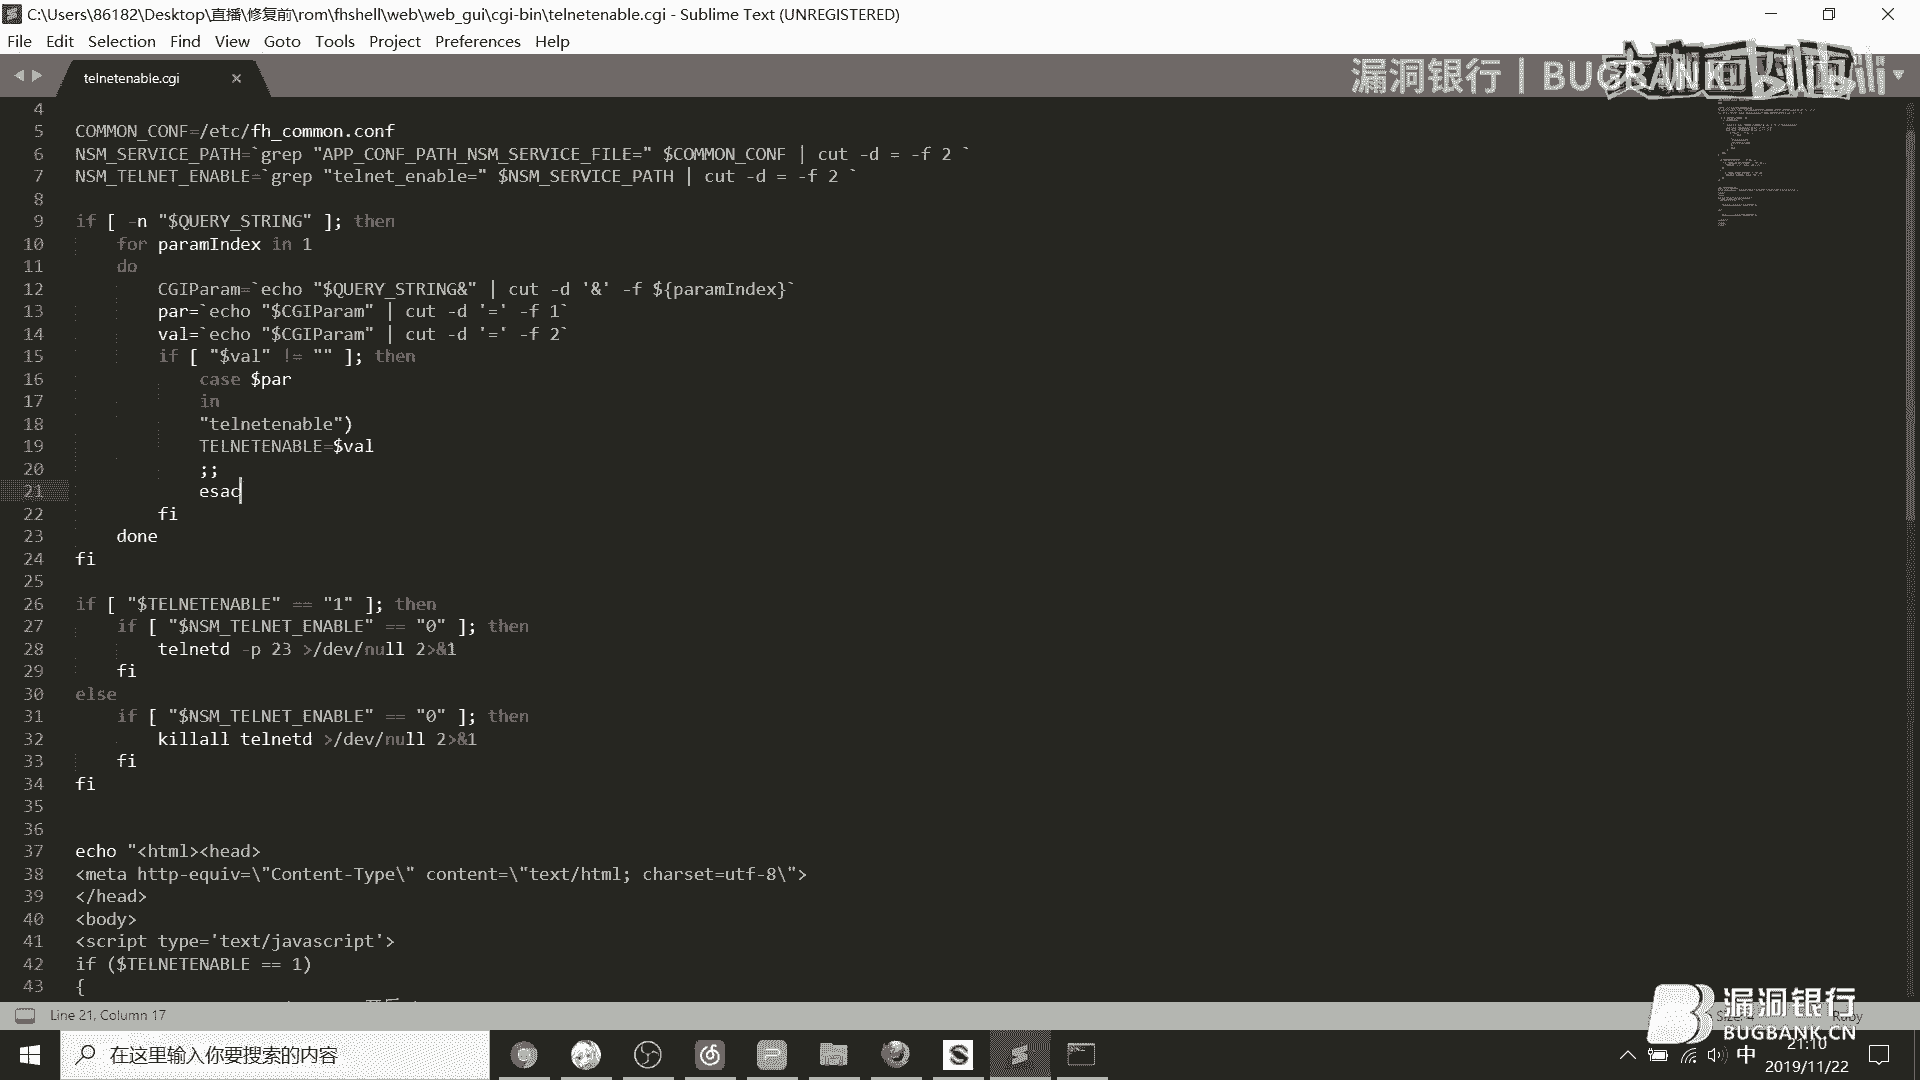 C:\Users\86182\Desktop\直播\修复前\rom\fhshell\web\web_gui\cgi-bin\telnetenable.cgi - Sublime Text (UNREGISTERED)
File Edit Selection Find View Goto Tools Project Preferences Help
telnetenable.cgi
漏洞银行 | BUGBANK
4
5 COMMON_CONF=/etc/fh_common.conf
6 NSM_SERVICE_PATH=`grep "APP_CONF_PATH_NSM_SERVICE_FILE=" $COMMON_CONF | cut -d = -f 2 `
7 NSM_TELNET_ENABLE=`grep "telnet_enable=" $NSM_SERVICE_PATH | cut -d = -f 2 `
8
9 if [ -n "$QUERY_STRING" ]; then
10 for paramIndex in 1
11 do
12 CGIParam=`echo "$QUERY_STRING&" | cut -d '&' -f ${paramIndex}`
13 par=`echo "$CGIParam" | cut -d '=' -f 1`
14 val=`echo "$CGIParam" | cut -d '=' -f 2`
15 if [ "$val" != "" ]; then
16 case $par
17 in
18 "telnetenable")
19 TELNETENABLE=$val
20 ;;
21 esac
22 fi
23 done
24 fi
25
26 if [ "$TELNETENABLE" == "1" ]; then
27 if [ "$NSM_TELNET_ENABLE" == "0" ]; then
28 telnetd -p 23 >/dev/null 2>&1
29 fi
30 else
31 if [ "$NSM_TELNET_ENABLE" == "0" ]; then
32 killall telnetd >/dev/null 2>&1
33 fi
34 fi
35
36
37 echo "<html><head>
38 <meta http-equiv=\"Content-Type\" content=\"text/html; charset=utf-8\">
39 </head>
40 <body>
41 <script type='text/javascript'>
42 if ($TELNETENABLE == 1)
43 {
Line 21, Column 17
Ruby
漏洞银行
BUGBANK.CN
在这里输入你要搜索的内容
中
21:10
2019/11/22